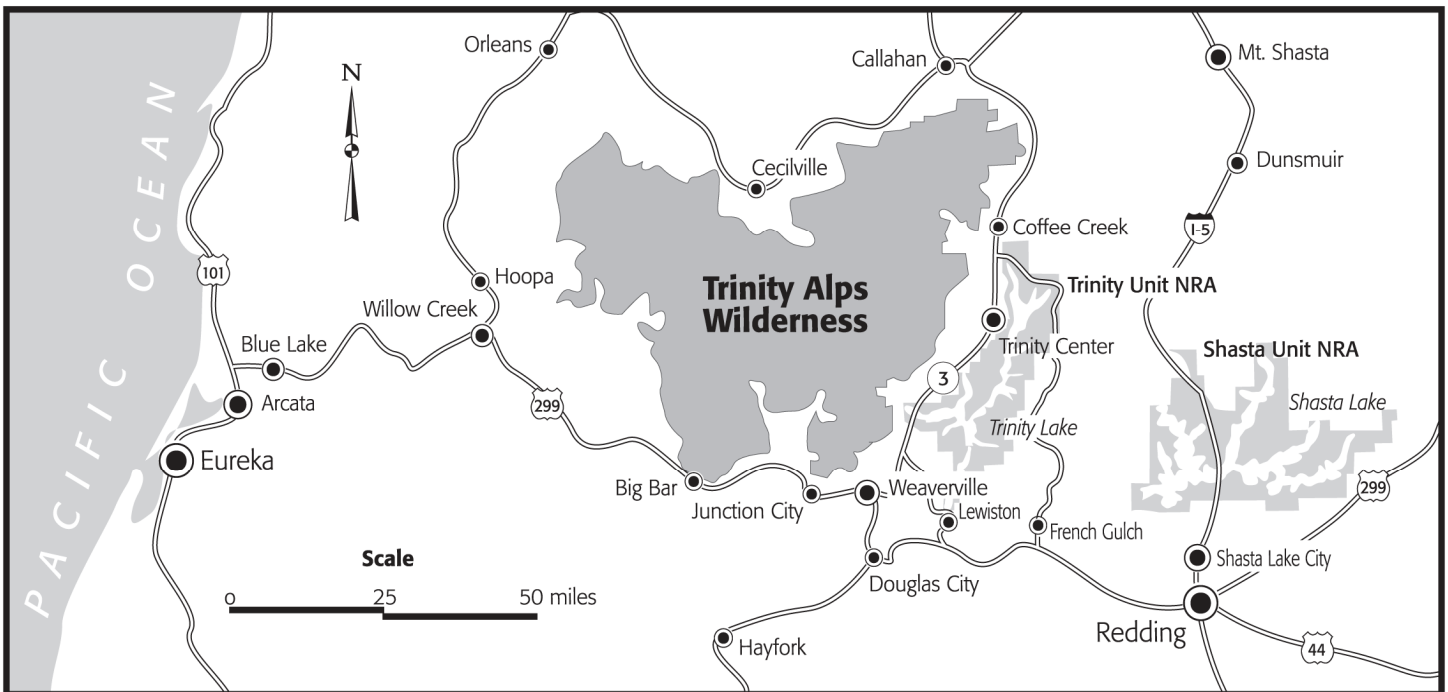 Orleans
Callahan
Mt. Shasta
N
PACIFIC OCEAN
Cecilville
Dunsmuir
Coffee Creek
I-5
101
Hoopa
Trinity Alps
Wilderness
Trinity Unit NRA
Willow Creek
Blue Lake
Trinity Center
Shasta Unit NRA
3
299
Arcata
Shasta Lake
Trinity Lake
Eureka
Big Bar
Weaverville
299
Junction City
Lewiston
French Gulch
Scale
Shasta Lake City
Douglas City
0 25 50 miles
Redding
Hayfork
44